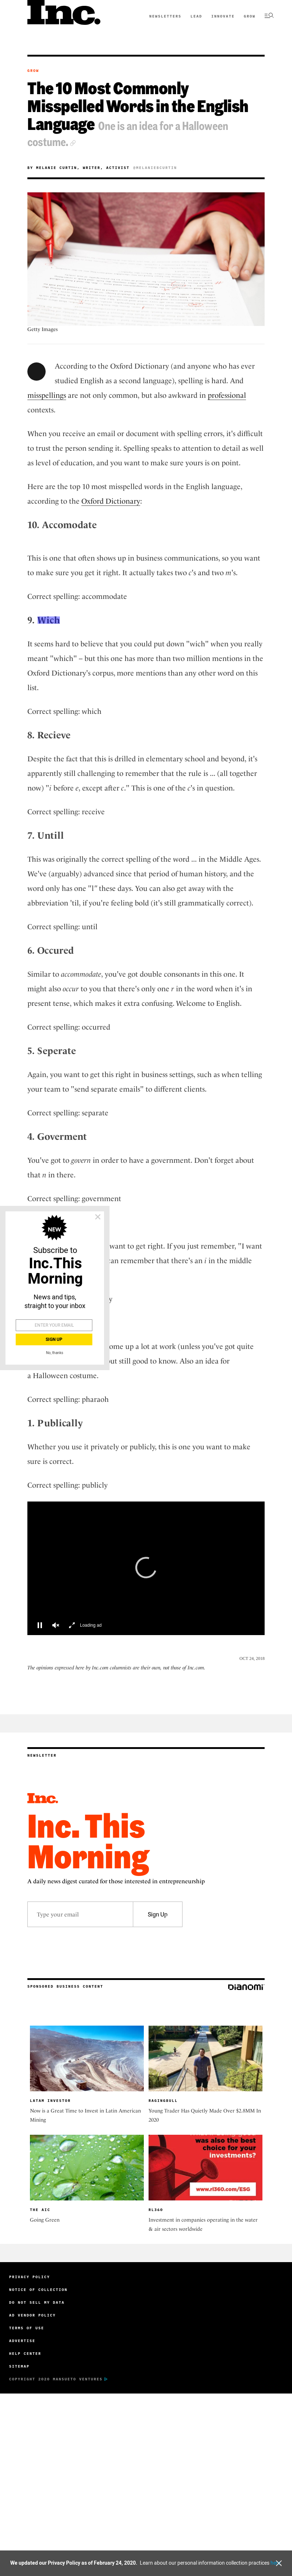 Inc.
NEWSLETTERS LEAD INNOVATE GROW
GROW
The 10 Most Commonly
Misspelled Words in the English
Language One is an idea for a Halloween
costume.
BY MELANIE CURTIN, WRITER, ACTIVIST @MELANIEBCURTIN
Getty Images
According to the Oxford Dictionary (and anyone who has ever
studied English as a second language), spelling is hard. And
misspellings are not only common, but also awkward in professional
contexts.
When you receive an email or document with spelling errors, it's difficult
to trust the person sending it. Spelling speaks to attention to detail as well
as level of education, and you want to make sure yours is on point.
Here are the top 10 most misspelled words in the English language,
according to the Oxford Dictionary:
10. Accomodate
This is one that often shows up in business communications, so you want
to make sure you get it right. It actually takes two c's and two m's.
Correct spelling: accommodate
9. Wich
It seems hard to believe that you could put down "wich" when you really
meant "which" – but this one has more than two million mentions in the
Oxford Dictionary's corpus, more mentions than any other word on this
list.
Correct spelling: which
8. Recieve
Despite the fact that this is drilled in elementary school and beyond, it's
apparently still challenging to remember that the rule is ... (all together
now) "i before e, except after c." This is one of the c's in question.
Correct spelling: receive
7. Untill
This was originally the correct spelling of the word ... in the Middle Ages.
We've (arguably) advanced since that period of human history, and the
word only has one "l" these days. You can also get away with the
abbreviation 'til, if you're feeling bold (it's still grammatically correct).
Correct spelling: until
6. Occured
Similar to accommodate, you've got double consonants in this one. It
might also occur to you that there's only one r in the word when it's in
present tense, which makes it extra confusing. Welcome to English.
Correct spelling: occurred
5. Seperate
Again, you want to get this right in business settings, such as when telling
your team to "send separate emails" to different clients.
Correct spelling: separate
4. Goverment
You've got to govern in order to have a government. Don't forget about
that n in there.
Correct spelling: government
NEW
Subscribe to
Inc.This
Morning
News and tips,
straight to your inbox
ENTER YOUR EMAIL
SIGN UP
No, thanks
want to get right. If you just remember, "I want
an remember that there's an i in the middle
y
ome up a lot at work (unless you've got quite
out still good to know. Also an idea for
a Halloween costume.
Correct spelling: pharaoh
1. Publically
Whether you use it privately or publicly, this is one you want to make
sure is correct.
Correct spelling: publicly
Loading ad
OCT 24, 2018
The opinions expressed here by Inc.com columnists are their own, not those of Inc.com.
NEWSLETTER
Inc.
Inc. This
Morning
A daily news digest curated for those interested in entrepreneurship
Type your email Sign Up
SPONSORED BUSINESS CONTENT dianomi
LATAM INVESTOR
Now is a Great Time to Invest in Latin American
Mining
RAGINGBULL
Young Trader Has Quietly Made Over $2.8MM In
2020
was also the best
choice for your
investments?
www.rl360.com/ESG
THE AIC
Going Green
RL360
Investment in companies operating in the water
& air sectors worldwide
PRIVACY POLICY
NOTICE OF COLLECTION
DO NOT SELL MY DATA
AD VENDOR POLICY
TERMS OF USE
ADVERTISE
HELP CENTER
SITEMAP
COPYRIGHT 2020 MANSUETO VENTURES
We updated our Privacy Policy as of February 24, 2020. Learn about our personal information collection practices